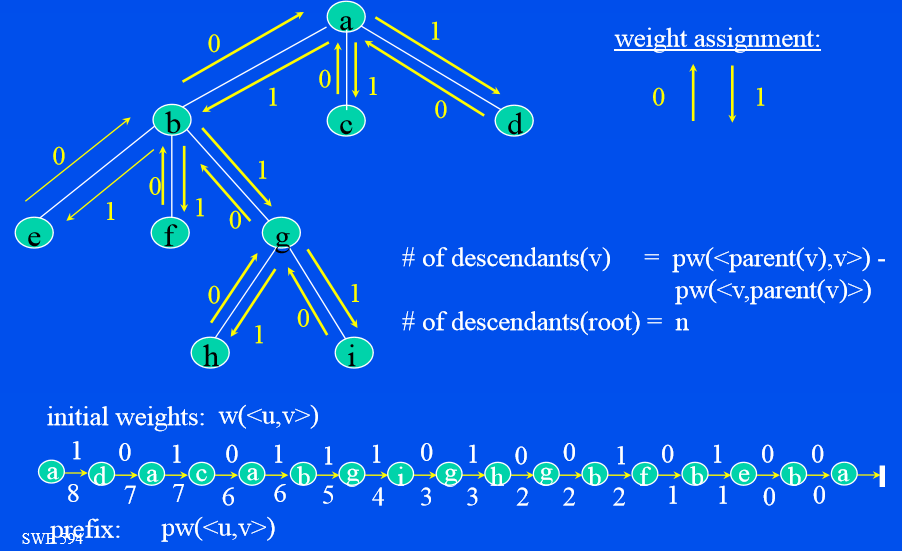 a
0
1
weight assignment:
1
0
1
0
0
1
b
c
d
0
1
0
1
1
0
e
f
g
# of descendants(v) = pw(<parent(v),v>) -
pw(<v,parent(v)>)
# of descendants(root) = n
0
1
0
1
h
i
initial weights: w(<u,v>)
1 0 1 0 1 1 1 0 1 0 0 1 0 1 0 0
a d a c a b g i g h g b f b e b a
8 7 7 6 6 5 4 3 3 2 2 2 1 1 0 0
prefix: pw(<u,v>)
SWE 594